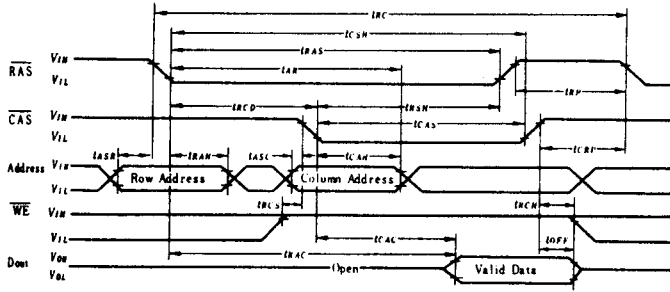 tRC
tCSH
tRAS
tAR
RAS VIH
VIL
tRP
tRCD
tRSH
CAS VIH
VIL
tCAS
tCRP
tASR
tRAH
tASC
tCAH
Address VIH
VIL
Row Address
Column Address
tRCS
tRCH
WE VIH
VIL
tCAC
tOFF
tRAC
Dout VOH
VOL
Open
Valid Data